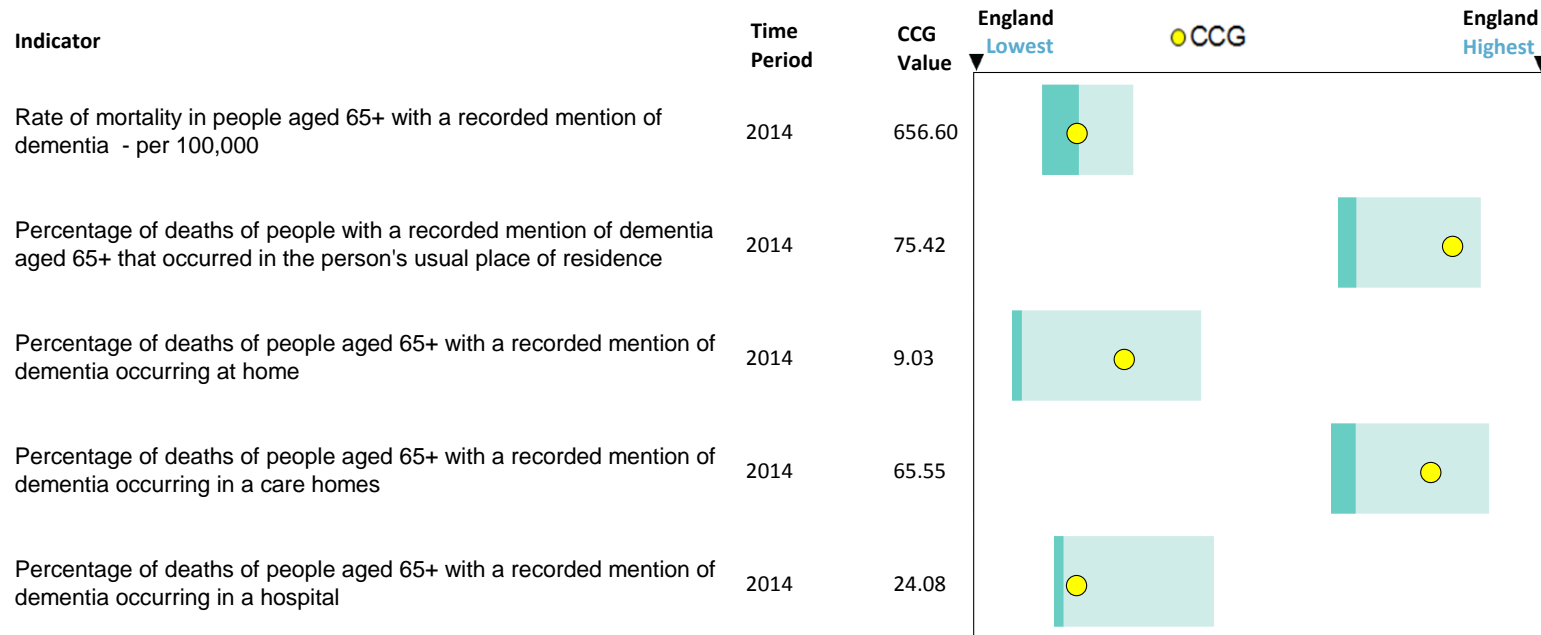 Indicator
Time Period
CCG Value
England Lowest
CCG
England Highest
Rate of mortality in people aged 65+ with a recorded mention of
dementia - per 100,000
2014
656.60
Percentage of deaths of people with a recorded mention of dementia
aged 65+ that occurred in the person's usual place of residence
2014
75.42
Percentage of deaths of people aged 65+ with a recorded mention of
dementia occurring at home
2014
9.03
Percentage of deaths of people aged 65+ with a recorded mention of
dementia occurring in a care homes
2014
65.55
Percentage of deaths of people aged 65+ with a recorded mention of
dementia occurring in a hospital
2014
24.08